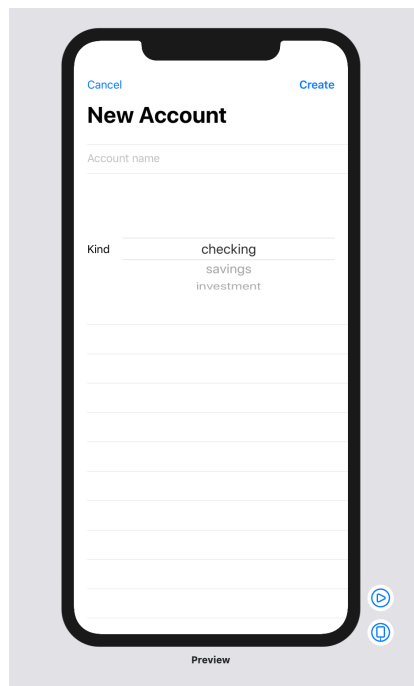 Cancel Create
New Account
Account name
Kind checking
savings
investment
Preview